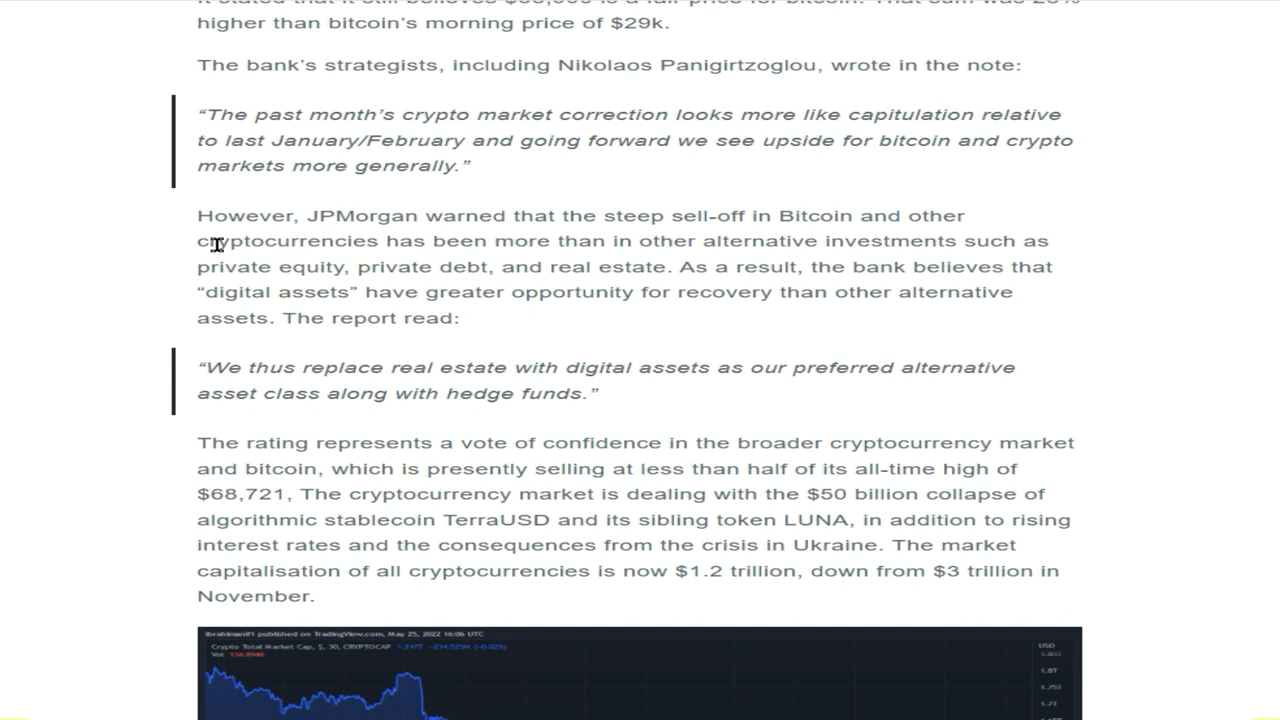 higher than bitcoin's morning price of $29k.
The bank's strategists, including Nikolaos Panigirtzoglou, wrote in the note:
“The past month's crypto market correction looks more like capitulation relative
to last January/February and going forward we see upside for bitcoin and crypto
markets more generally.”
However, JPMorgan warned that the steep sell-off in Bitcoin and other
cryptocurrencies has been more than in other alternative investments such as
private equity, private debt, and real estate. As a result, the bank believes that
“digital assets” have greater opportunity for recovery than other alternative
assets. The report read:
“We thus replace real estate with digital assets as our preferred alternative
asset class along with hedge funds.”
The rating represents a vote of confidence in the broader cryptocurrency market
and bitcoin, which is presently selling at less than half of its all-time high of
$68,721, The cryptocurrency market is dealing with the $50 billion collapse of
algorithmic stablecoin TerraUSD and its sibling token LUNA, in addition to rising
interest rates and the consequences from the crisis in Ukraine. The market
capitalisation of all cryptocurrencies is now $1.2 trillion, down from $3 trillion in
November.
published on TradingView.com, May 25, 2022 16:06 UTC
Crypto Total Market Cap, $, 30, CRYPTOCAP 1.247T (-0.02%)
USD
Vol
1.8T
1.75T
1.7T